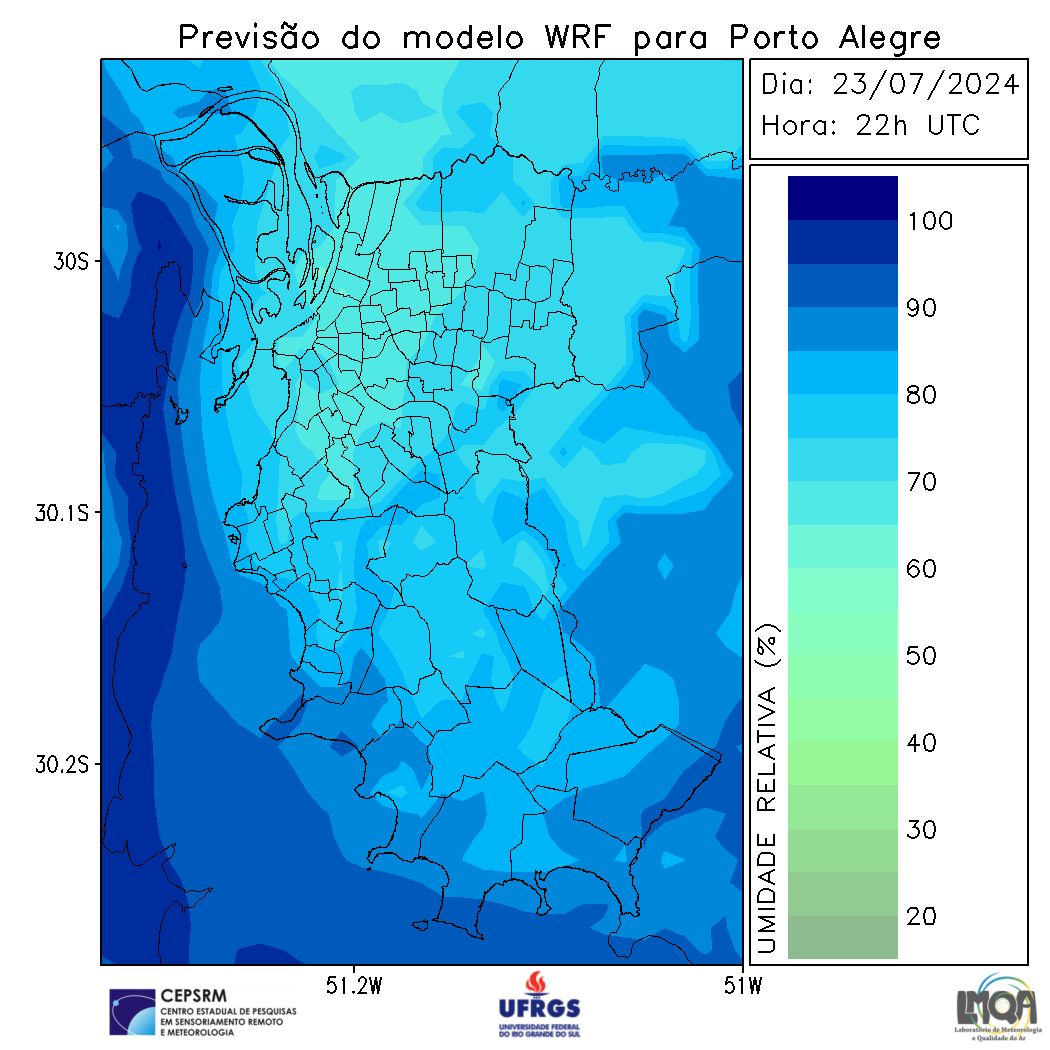 Previsão do modelo WRF para Porto Alegre
Dia: 23/07/2024
Hora: 22h UTC
30S
30.1S
30.2S
51.2W
51W
100
90
80
70
60
50
40
30
20
UMIDADE RELATIVA (%)
CEPSRM
CENTRO ESTADUAL DE PESQUISAS
EM SENSORIAMENTO REMOTO
E METEOROLOGIA
UFRGS
UNIVERSIDADE FEDERAL
DO RIO GRANDE DO SUL
LMQA
Laboratório de Meteorologia
e Qualidade do Ar